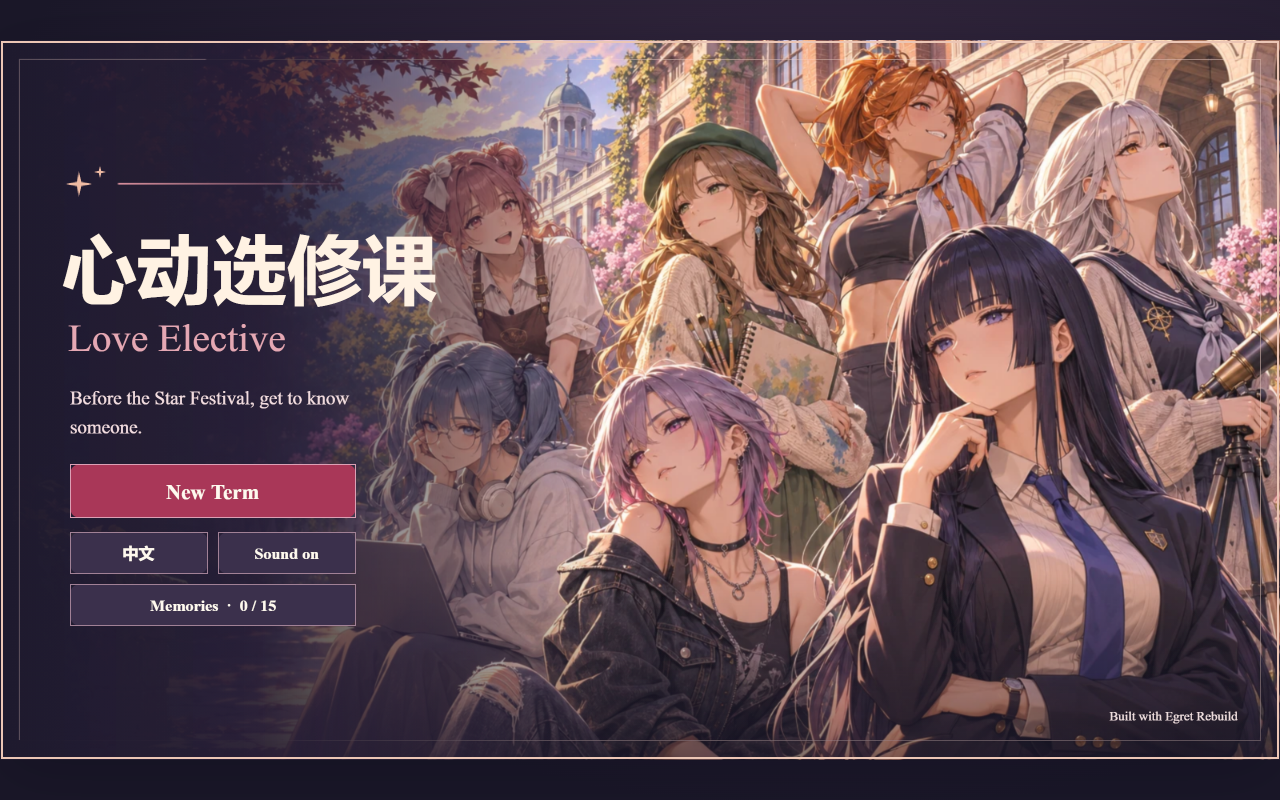 心动选修课
Love Elective
Before the Star Festival, get to know
someone.
New Term
中文
Sound on
Memories · 0 / 15
Built with Egret Rebuild